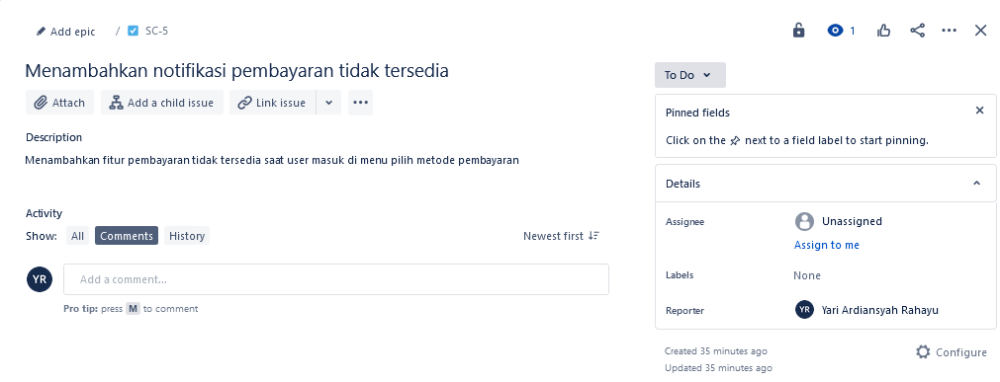 Add epic / SC-5
1
Menambahkan notifikasi pembayaran tidak tersedia
Attach Add a child issue Link issue
Description
Menambahkan fitur pembayaran tidak tersedia saat user masuk di menu pilih metode pembayaran
Activity
Show: All Comments History Newest first
YR Add a comment...
Pro tip: press M to comment
To Do
Pinned fields
Click on the next to a field label to start pinning.
Details
Assignee Unassigned
Assign to me
Labels None
Reporter YR Yari Ardiansyah Rahayu
Created 35 minutes ago
Configure
Updated 35 minutes ago